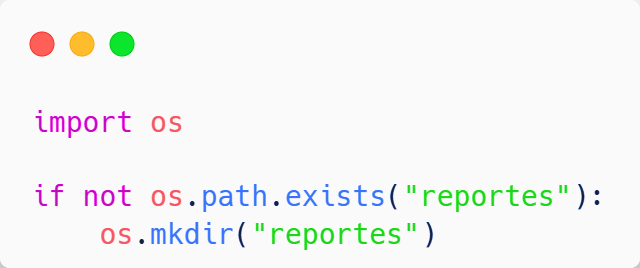 import os
if not os.path.exists("reportes"):
    os.mkdir("reportes")